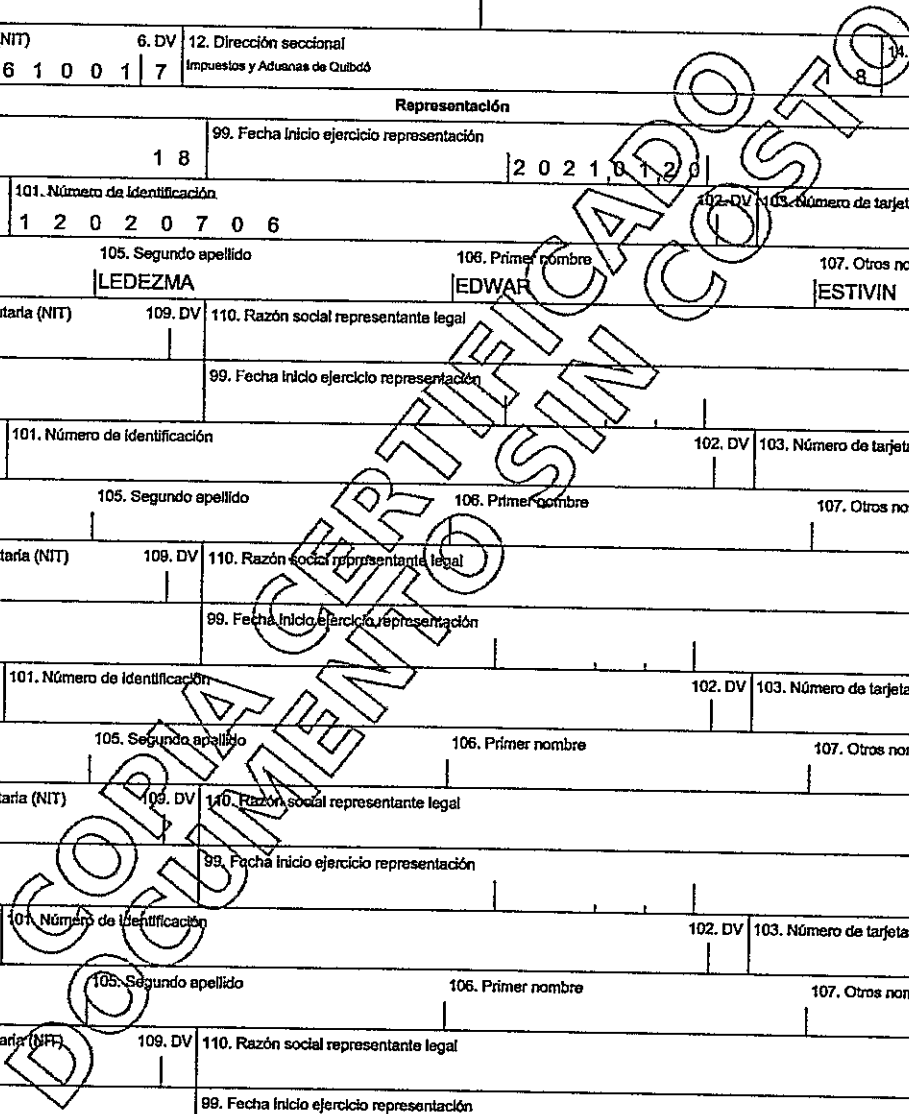 NIT) 6. DV 12. Dirección seccional 14.
6 1 0 0 1 7 Impuestos y Aduanas de Quibdó 1 8
Representación
99. Fecha inicio ejercicio representación
1 8 2 0 2 1 0 1 2 0
101. Número de identificación 102. DV 103. Número de tarjeta
1 2 0 2 0 7 0 6
105. Segundo apellido 106. Primer nombre 107. Otros no
LEDEZMA EDWAR ESTIVIN
taria (NIT) 109. DV 110. Razón social representante legal
99. Fecha inicio ejercicio representación
101. Número de identificación 102. DV 103. Número de tarjeta
105. Segundo apellido 106. Primer nombre 107. Otros nor
taria (NIT) 109. DV 110. Razón social representante legal
99. Fecha inicio ejercicio representación
101. Número de identificación 102. DV 103. Número de tarjeta
105. Segundo apellido 106. Primer nombre 107. Otros nor
taria (NIT) 109. DV 110. Razón social representante legal
99. Fecha inicio ejercicio representación
101. Número de identificación 102. DV 103. Número de tarjeta
105. Segundo apellido 106. Primer nombre 107. Otros nor
aria (NIT) 109. DV 110. Razón social representante legal
99. Fecha inicio ejercicio representación
COPIA CERTIFICADO
DOCUMENTO SIN COSTO